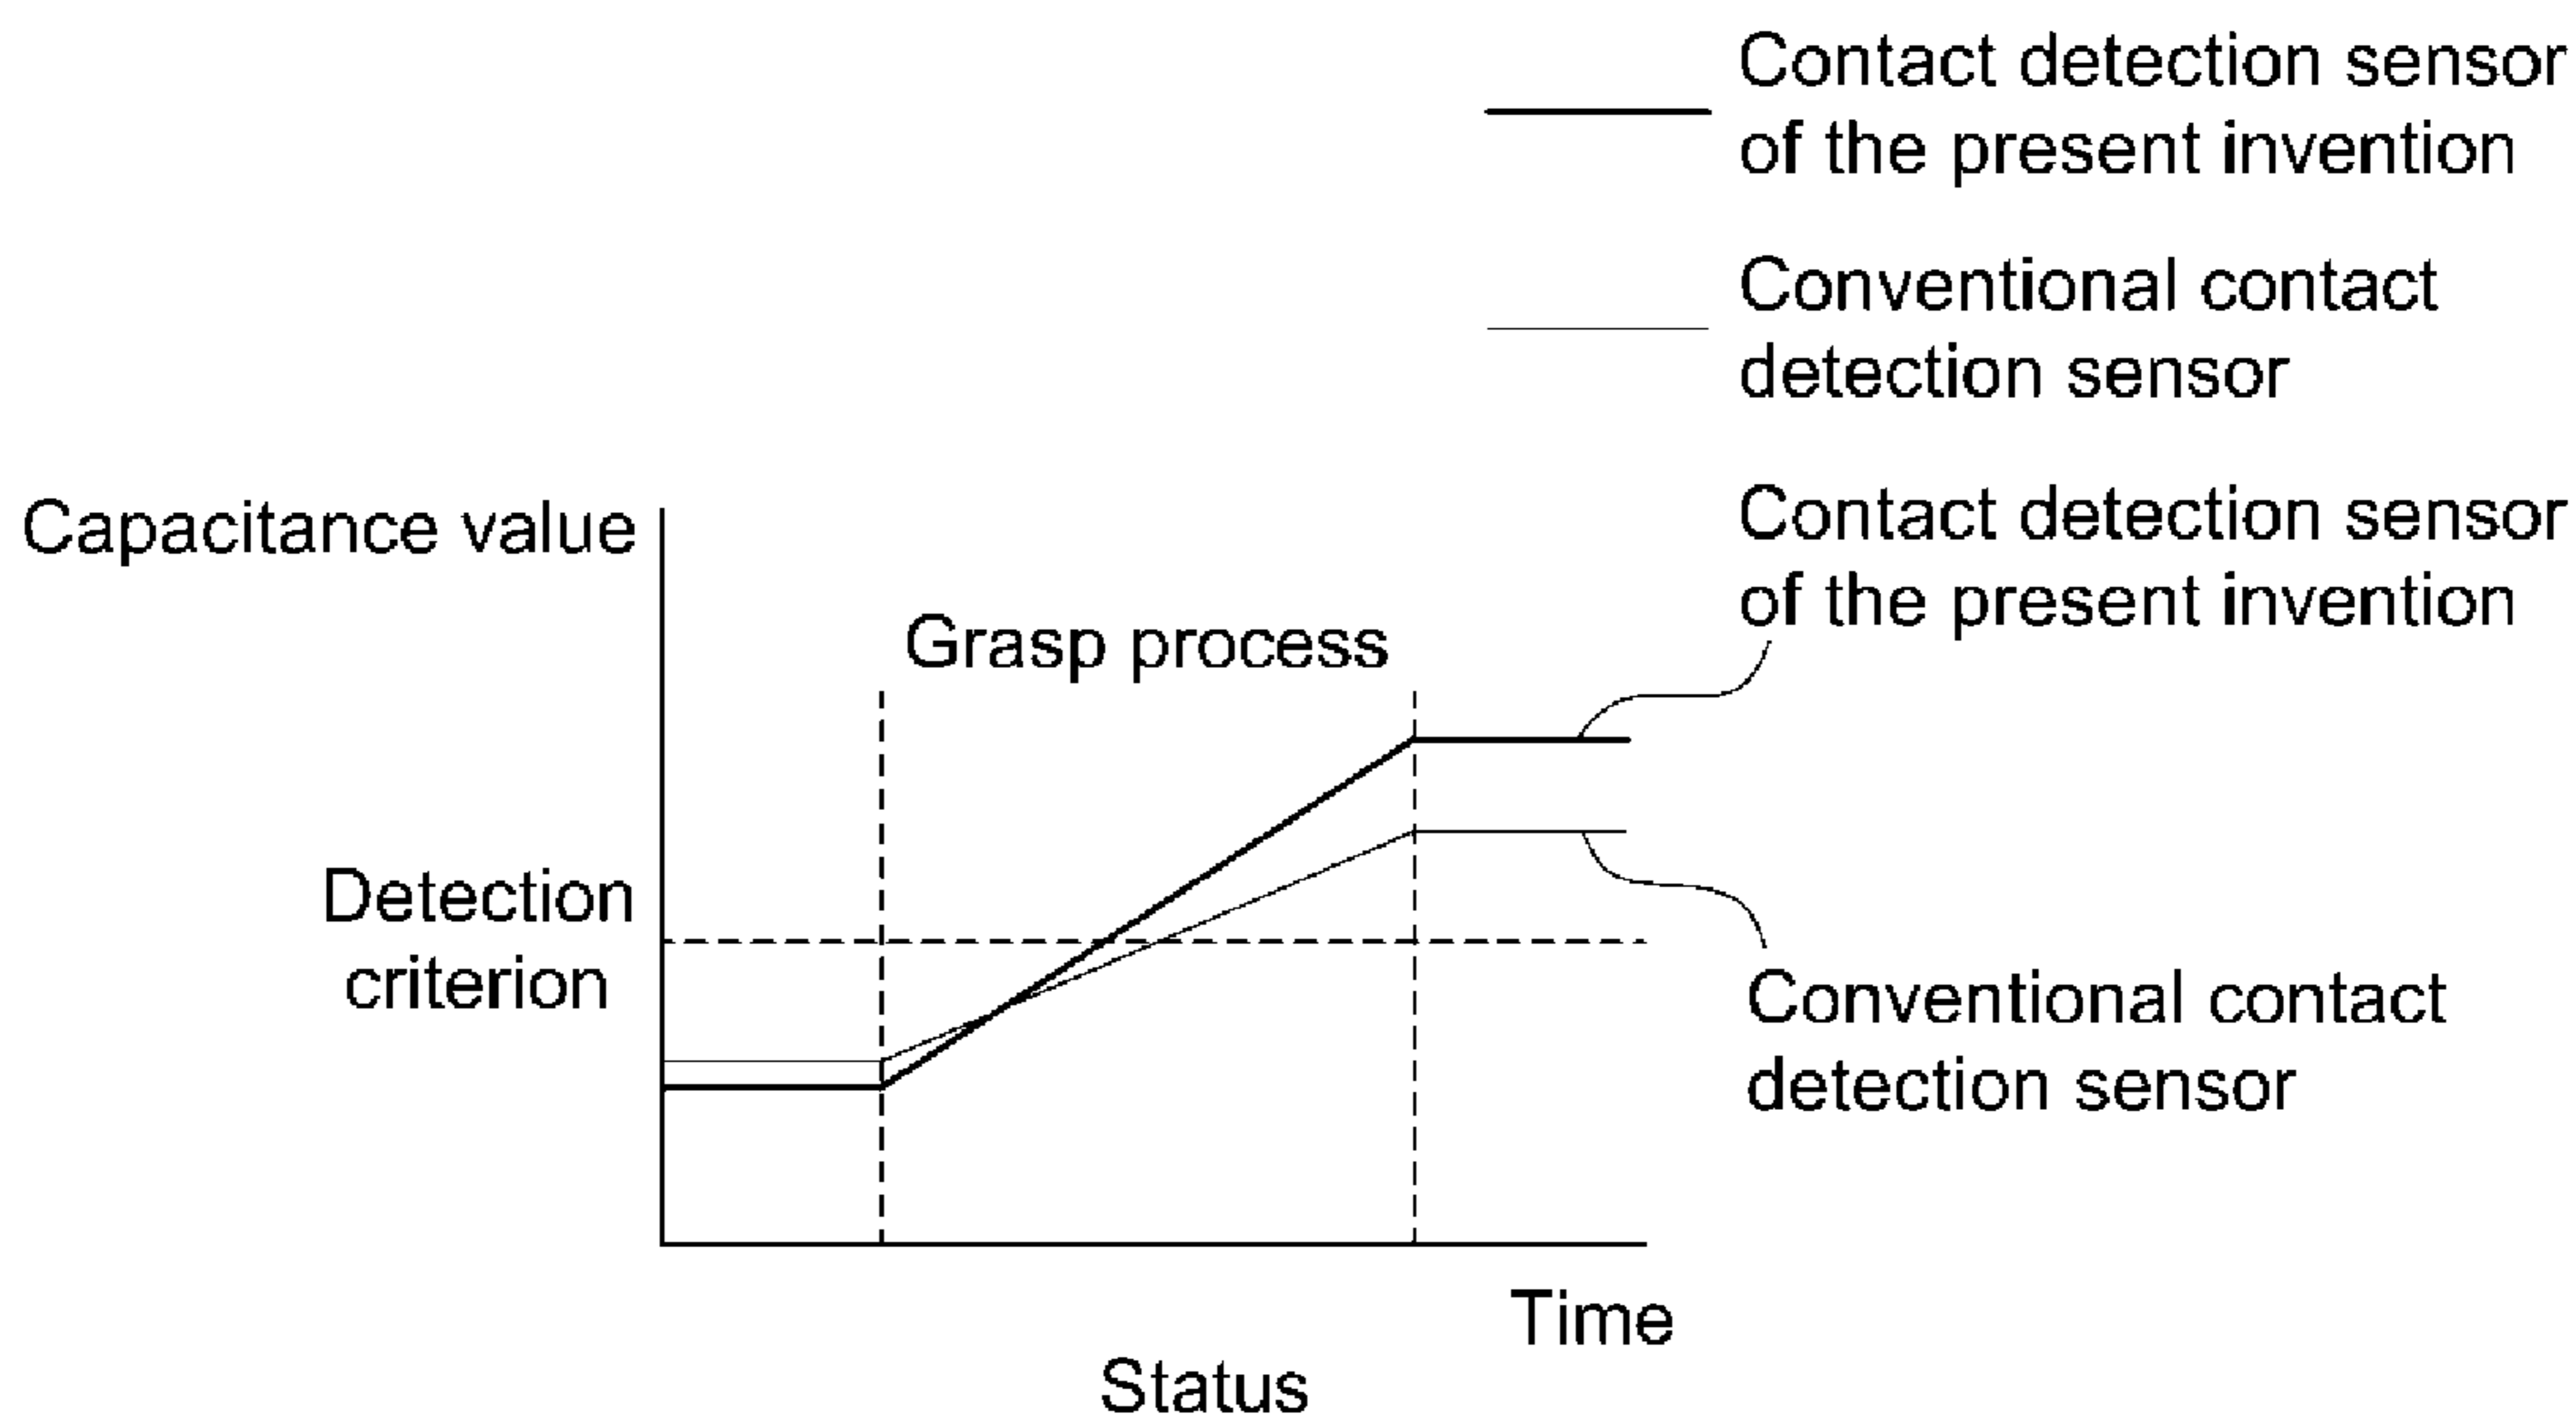 Contact detection sensor
of the present invention
Conventional contact
detection sensor
Capacitance value
Contact detection sensor
of the present invention
Grasp process
Detection
criterion
Conventional contact
detection sensor
Time
Status